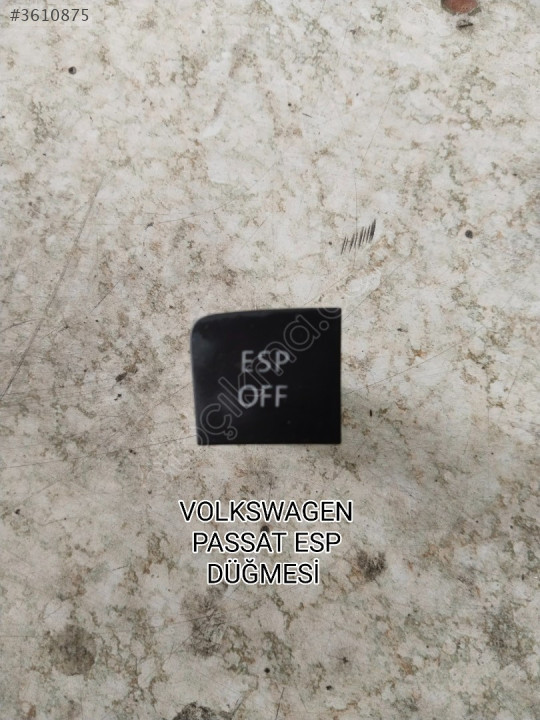 #3610875
ESP
OFF
VOLKSWAGEN
PASSAT ESP
DÜĞMESİ